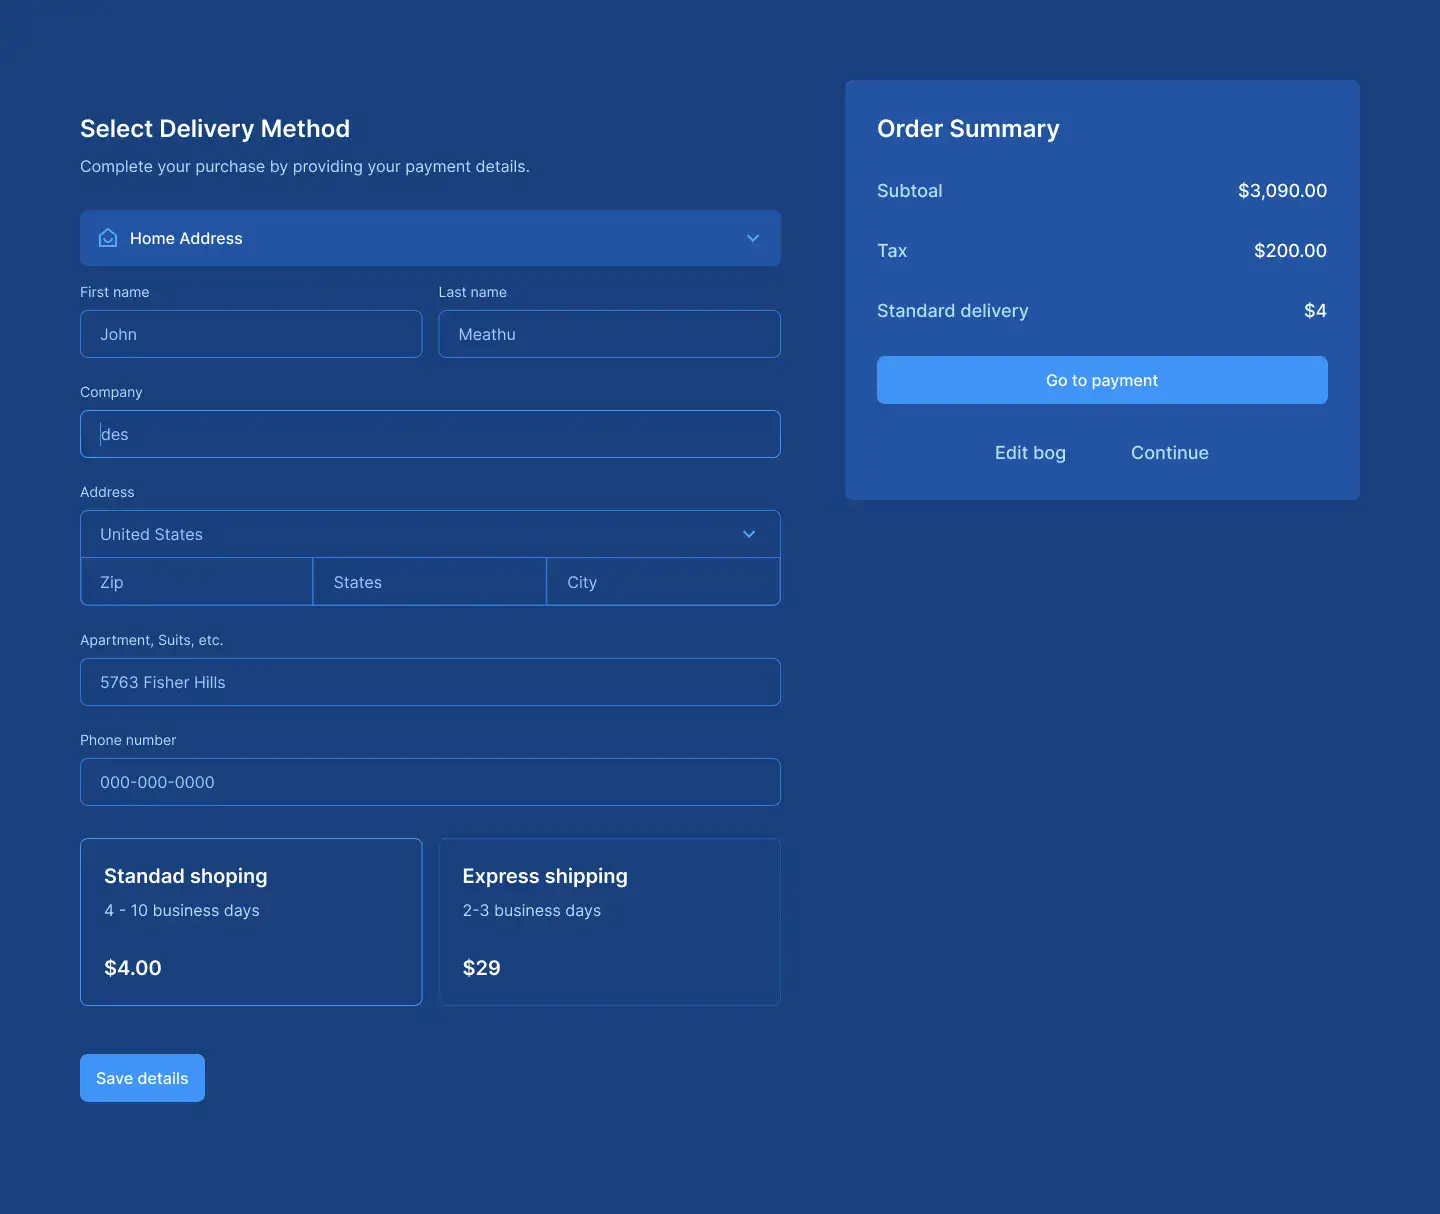 Select Delivery Method
Complete your purchase by providing your payment details.
Home Address
First name
Last name
John
Meathu
Company
des
Address
United States
Zip
States
City
Apartment, Suits, etc.
5763 Fisher Hills
Phone number
000-000-0000
Standad shoping
4 - 10 business days
$4.00
Express shipping
2-3 business days
$29
Save details
Order Summary
Subtoal $3,090.00
Tax $200.00
Standard delivery $4
Go to payment
Edit bog Continue